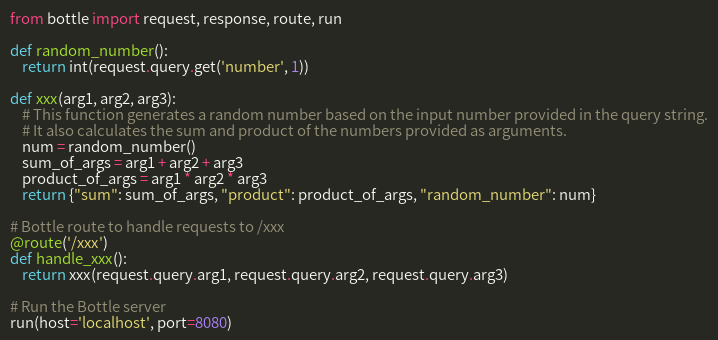 from bottle import request, response, route, run
def random_number():
return int(request.query.get('number', 1))
def xxx(arg1, arg2, arg3):
# This function generates a random number based on the input number provided in the query string.
# It also calculates the sum and product of the numbers provided as arguments.
num = random_number()
sum_of_args = arg1 + arg2 + arg3
product_of_args = arg1 * arg2 * arg3
return {"sum": sum_of_args, "product": product_of_args, "random_number": num}
# Bottle route to handle requests to /xxx
@route('/xxx')
def handle_xxx():
return xxx(request.query.arg1, request.query.arg2, request.query.arg3)
# Run the Bottle server
run(host='localhost', port=8080)